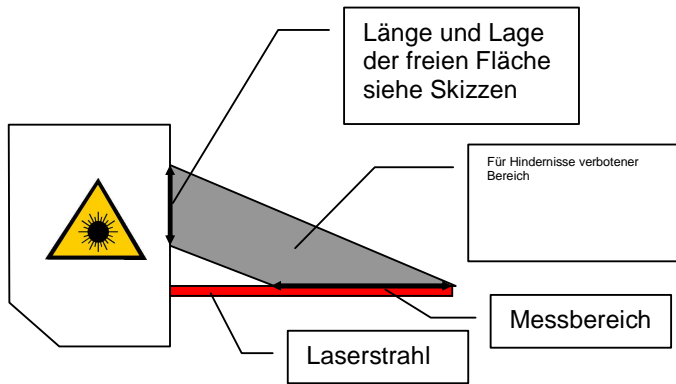 Länge und Lage
der freien Fläche
siehe Skizzen
Für Hindernisse verbotener
Bereich
Messbereich
Laserstrahl